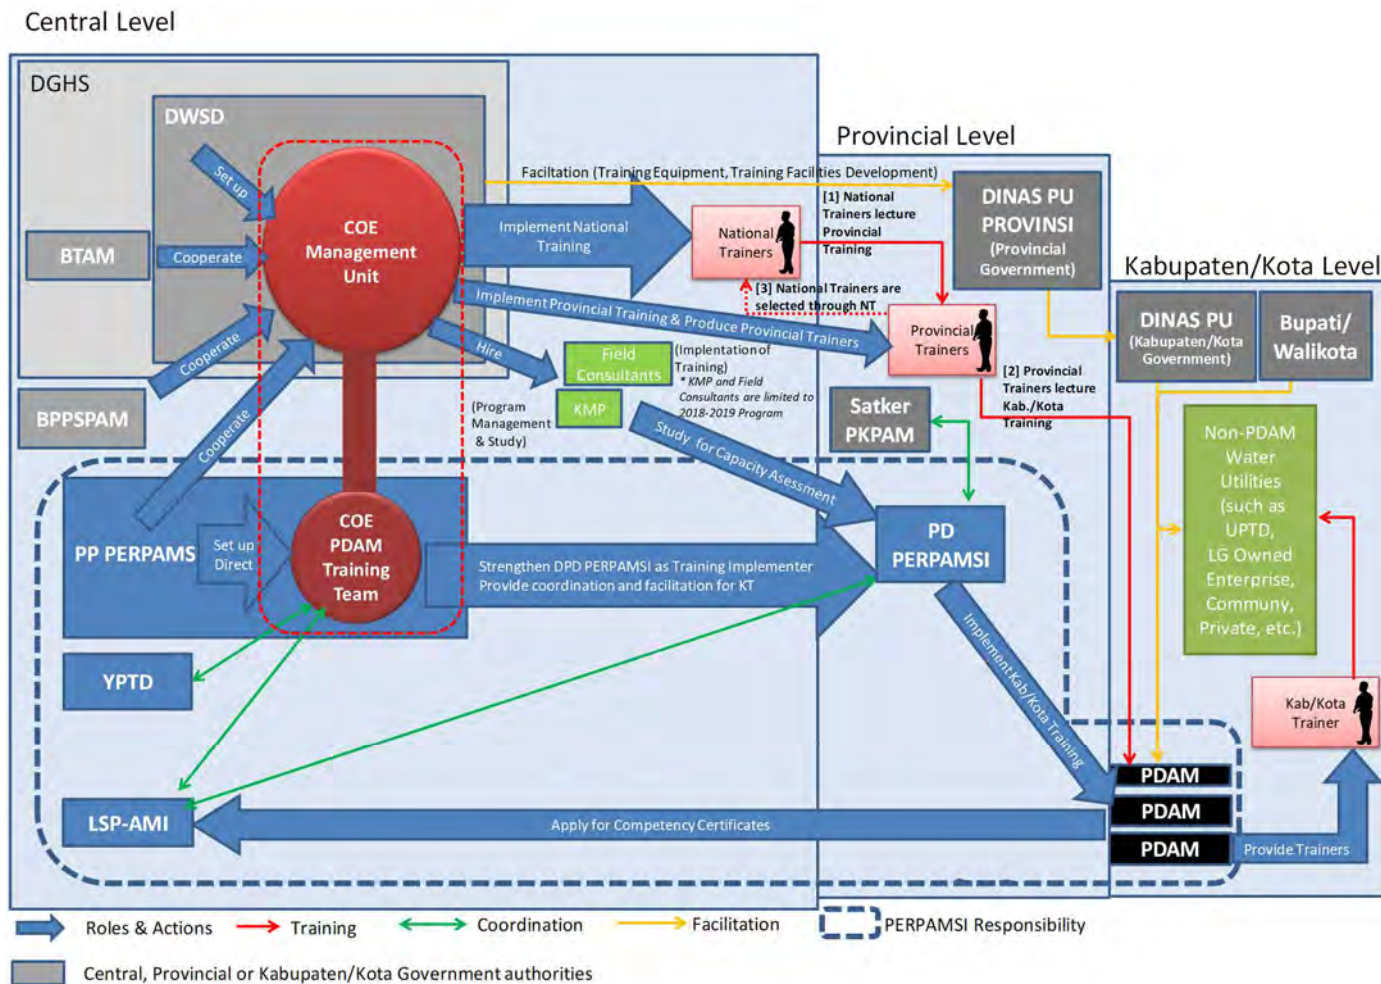 Central Level
DGHS
DWSD
Set up
COE
Management
Unit
BTAM
Cooperate
Cooperate
BPPSPAM
Cooperate
Faciltation (Training Equipment, Training Facilities Development)
Implement National
Training
National
Trainers
[1] National
Trainers lecture
Provincial
Training
[3] National Trainers are
selected through NT
Implement Provincial Training & Produce Provincial Trainers
Hire
Field
Consultants
(Implentation of
Training)
* KMP and Field
Consultants are limited to
2018-2019 Program
KMP
(Program
Management
& Study)
Study for Capacity Asessment
Provincial Level
DINAS PU
PROVINSI
(Provincial
Government)
Provincial
Trainers
[2] Provincial
Trainers lecture
Kab./Kota
Training
Satker
PKPAM
PD
PERPAMSI
Kabupaten/Kota Level
DINAS PU
(Kabupaten/Kota
Government)
Bupati/
Walikota
Non-PDAM
Water
Utilities
(such as
UPTD,
LG Owned
Enterprise,
Communy,
Private, etc.)
Kab/Kota
Trainer
PP PERPAMS
Set up
Direct
COE
PDAM
Training
Team
Strengthen DPD PERPAMSI as Training Implementer
Provide coordination and facilitation for KT
Implement Kab/Kota Training
YPTD
LSP-AMI
Apply for Competency Certificates
PDAM
PDAM
PDAM
Provide Trainers
Roles & Actions
Training
Coordination
Facilitation
PERPAMSI Responsibility
Central, Provincial or Kabupaten/Kota Government authorities